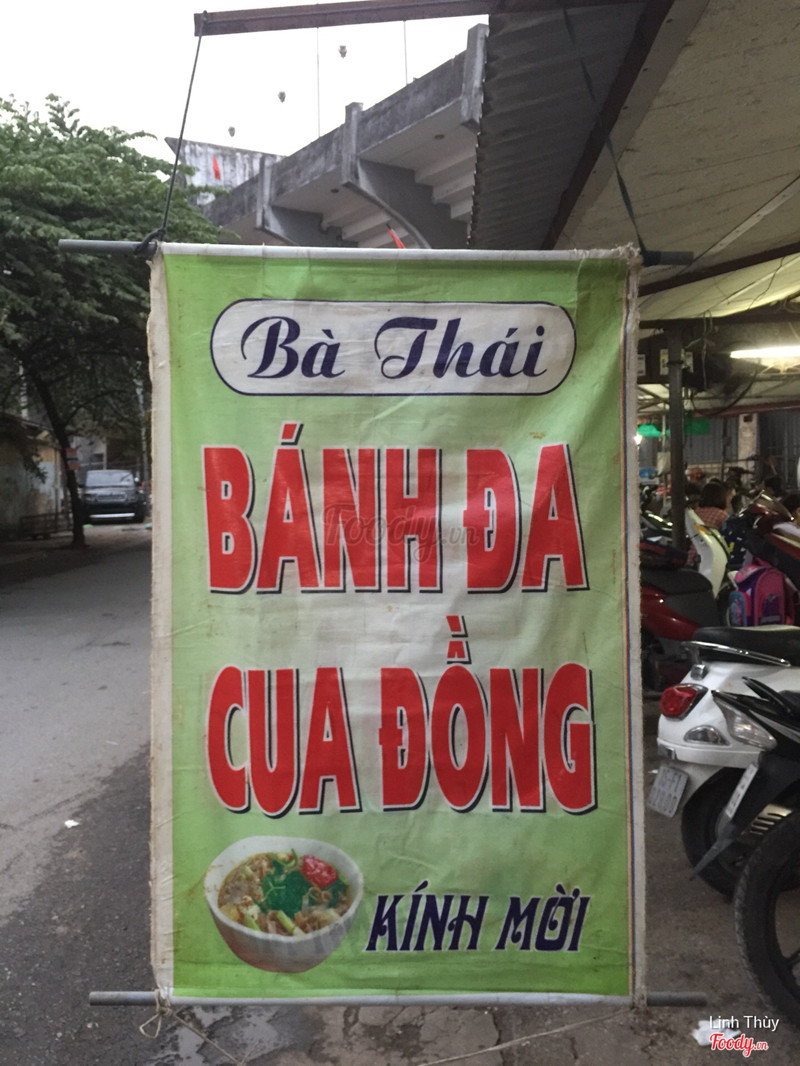 Bà Thái
BÁNH ĐA
Foody.vn
CUA ĐỒNG
KÍNH MỜI
Linh Thùy
Foody.vn